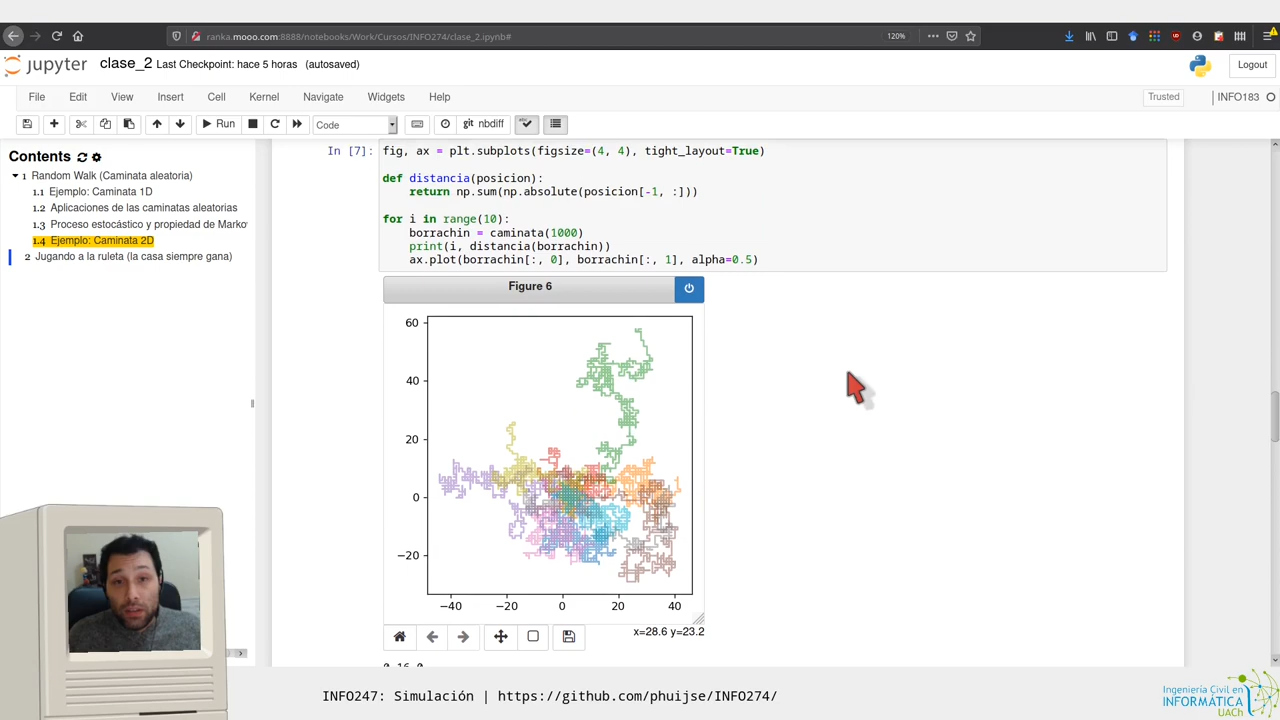 ranka.mooo.com:8888/notebooks/Work/Cursos/INFO274/clase_2.ipynb#
120%
jupyter clase_2 Last Checkpoint: hace 5 horas (autosaved)
Logout
File Edit View Insert Cell Kernel Navigate Widgets Help
Trusted
INFO183
Run
Code
git nbdiff
Contents
1 Random Walk (Caminata aleatoria)
1.1 Ejemplo: Caminata 1D
1.2 Aplicaciones de las caminatas aleatorias
1.3 Proceso estocástico y propiedad de Marko
1.4 Ejemplo: Caminata 2D
2 Jugando a la ruleta (la casa siempre gana)
In [7]: fig, ax = plt.subplots(figsize=(4, 4), tight_layout=True)
def distancia(posicion):
return np.sum(np.absolute(posicion[-1, :]))
for i in range(10):
borrachin = caminata(1000)
print(i, distancia(borrachin))
ax.plot(borrachin[:, 0], borrachin[:, 1], alpha=0.5)
Figure 6
60
40
20
0
−20
−40 −20 0 20 40
x=28.6 y=23.2
0 16.0
INFO247: Simulación | https://github.com/phuijse/INFO274/
Ingeniería Civil en
INFORMÁTICA
UACh